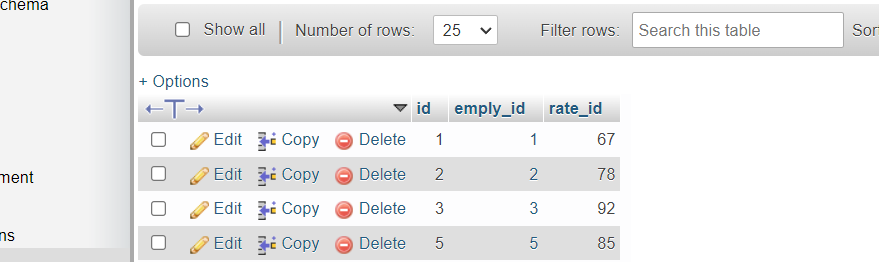 chema
Show all Number of rows: 25 Filter rows: Search this table Sor
+ Options
id emply_id rate_id
Edit Copy Delete 1 1 67
ment
Edit Copy Delete 2 2 78
Edit Copy Delete 3 3 92
ns
Edit Copy Delete 5 5 85